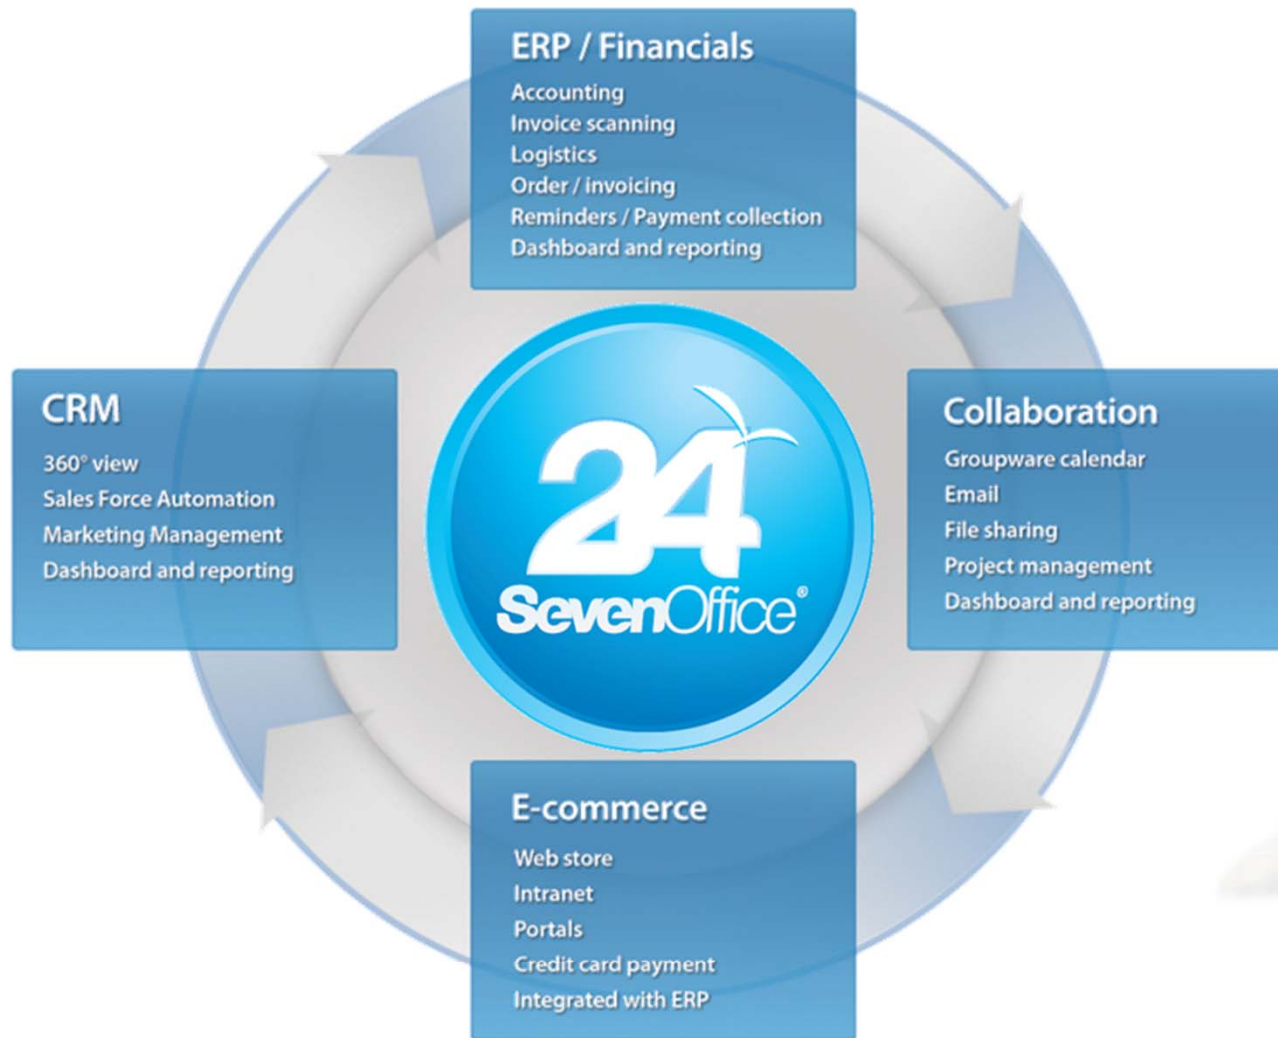 ERP / Financials
Accounting
Invoice scanning
Logistics
Order / invoicing
Reminders / Payment collection
Dashboard and reporting
CRM
360° view
Sales Force Automation
Marketing Management
Dashboard and reporting
24
SevenOffice®
Collaboration
Groupware calendar
Email
File sharing
Project management
Dashboard and reporting
E-commerce
Web store
Intranet
Portals
Credit card payment
Integrated with ERP